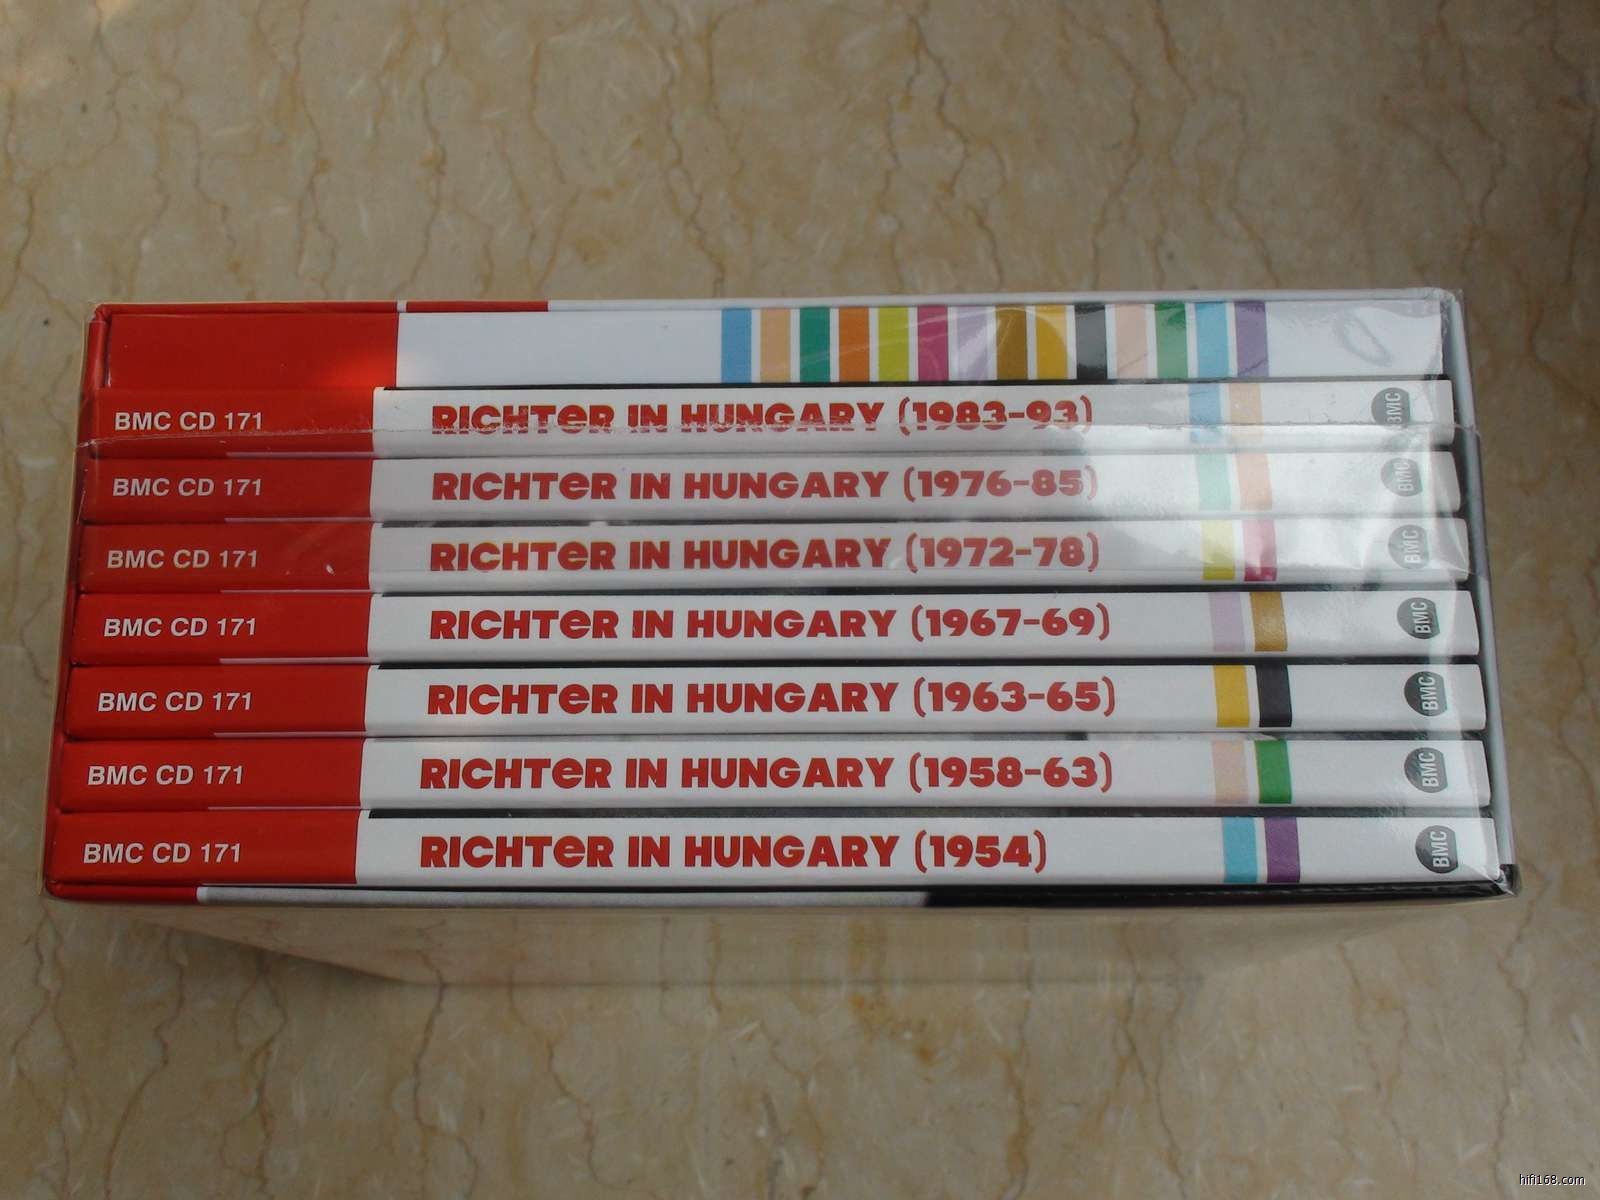 BMC CD 171 RICHTER IN HUNGARY (1983-93) BMC
BMC CD 171 RICHTER IN HUNGARY (1976-85) BMC
BMC CD 171 RICHTER IN HUNGARY (1972-78) BMC
BMC CD 171 RICHTER IN HUNGARY (1967-69) BMC
BMC CD 171 RICHTER IN HUNGARY (1963-65) BMC
BMC CD 171 RICHTER IN HUNGARY (1958-63) BMC
BMC CD 171 RICHTER IN HUNGARY (1954) BMC
hifi168.com